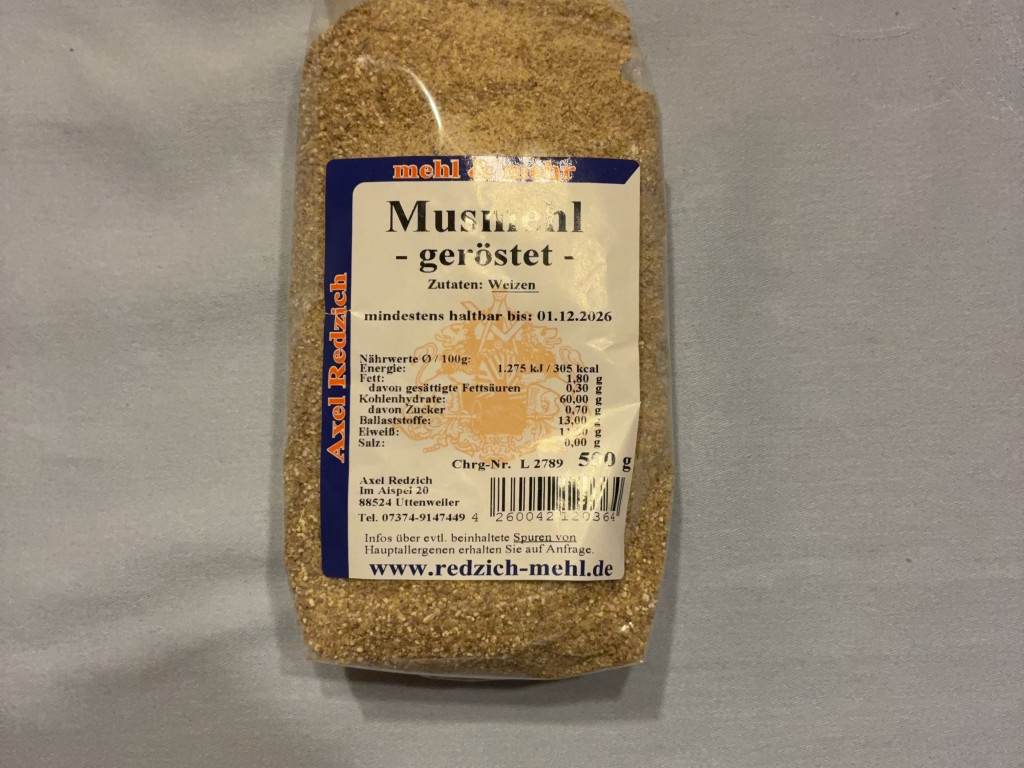 mehl & mehr
Musmehl
- geröstet -
Zutaten: Weizen
mindestens haltbar bis: 01.12.2026
Nährwerte Ø / 100g:
Energie: 1.275 kJ / 305 kcal
Fett: 1,80 g
davon gesättigte Fettsäuren 0,30 g
Kohlenhydrate: 60,00 g
davon Zucker 0,70 g
Ballaststoffe: 13,00 g
Eiweiß: g
Salz: 0,00 g
Chrg-Nr. L 2789 500 g
Axel Redzich
Im Aispei 20
88524 Uttenweiler
Tel. 07374-9147449
4 260042 120364
Infos über evtl. beinhaltete Spuren von
Hauptallergenen erhalten Sie auf Anfrage.
www.redzich-mehl.de
Axel Redzich